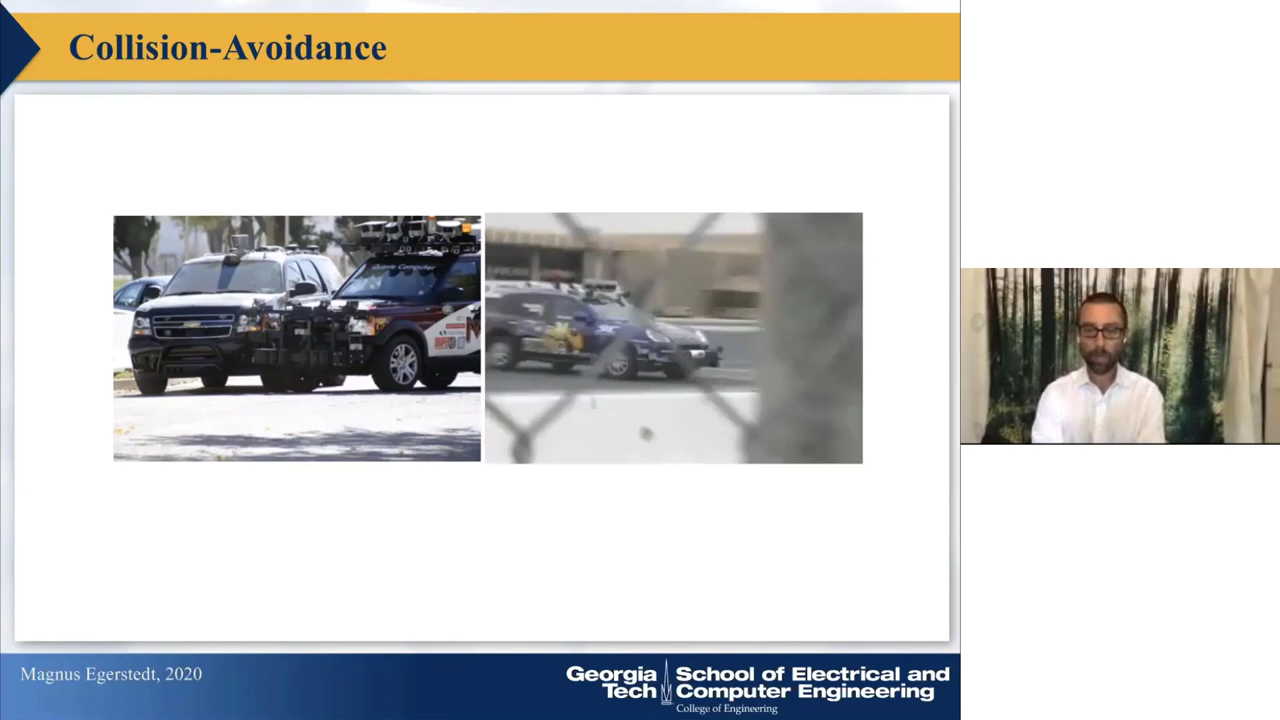 Collision-Avoidance
Magnus Egerstedt, 2020
Georgia Tech
School of Electrical and
Computer Engineering
College of Engineering